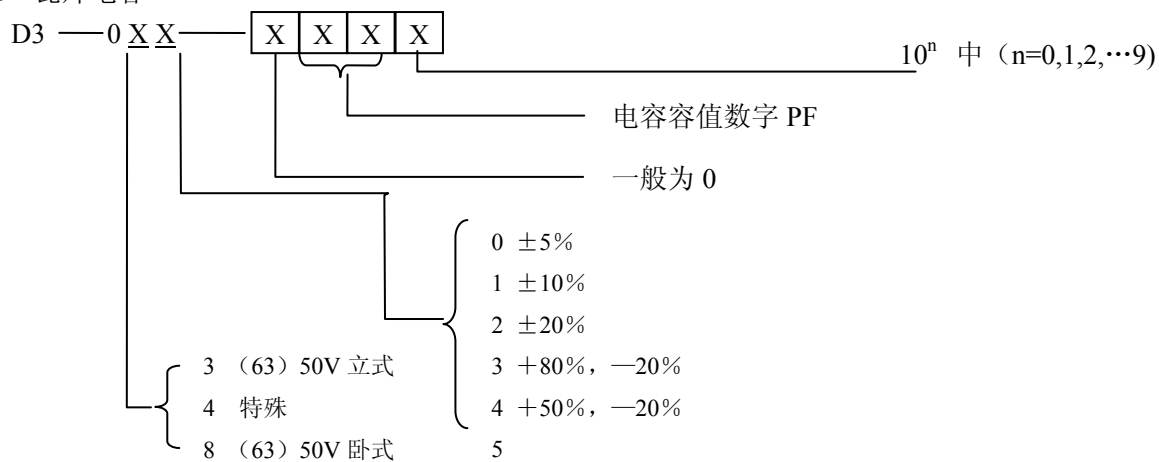 D3 0 X X X X X X
10ⁿ 中（n=0,1,2,…9)
电容容值数字 PF
一般为 0
0 ±5%
1 ±10%
2 ±20%
3 （63）50V 立式
3 +80%，—20%
4 特殊
4 +50%，—20%
8 （63）50V 卧式
5